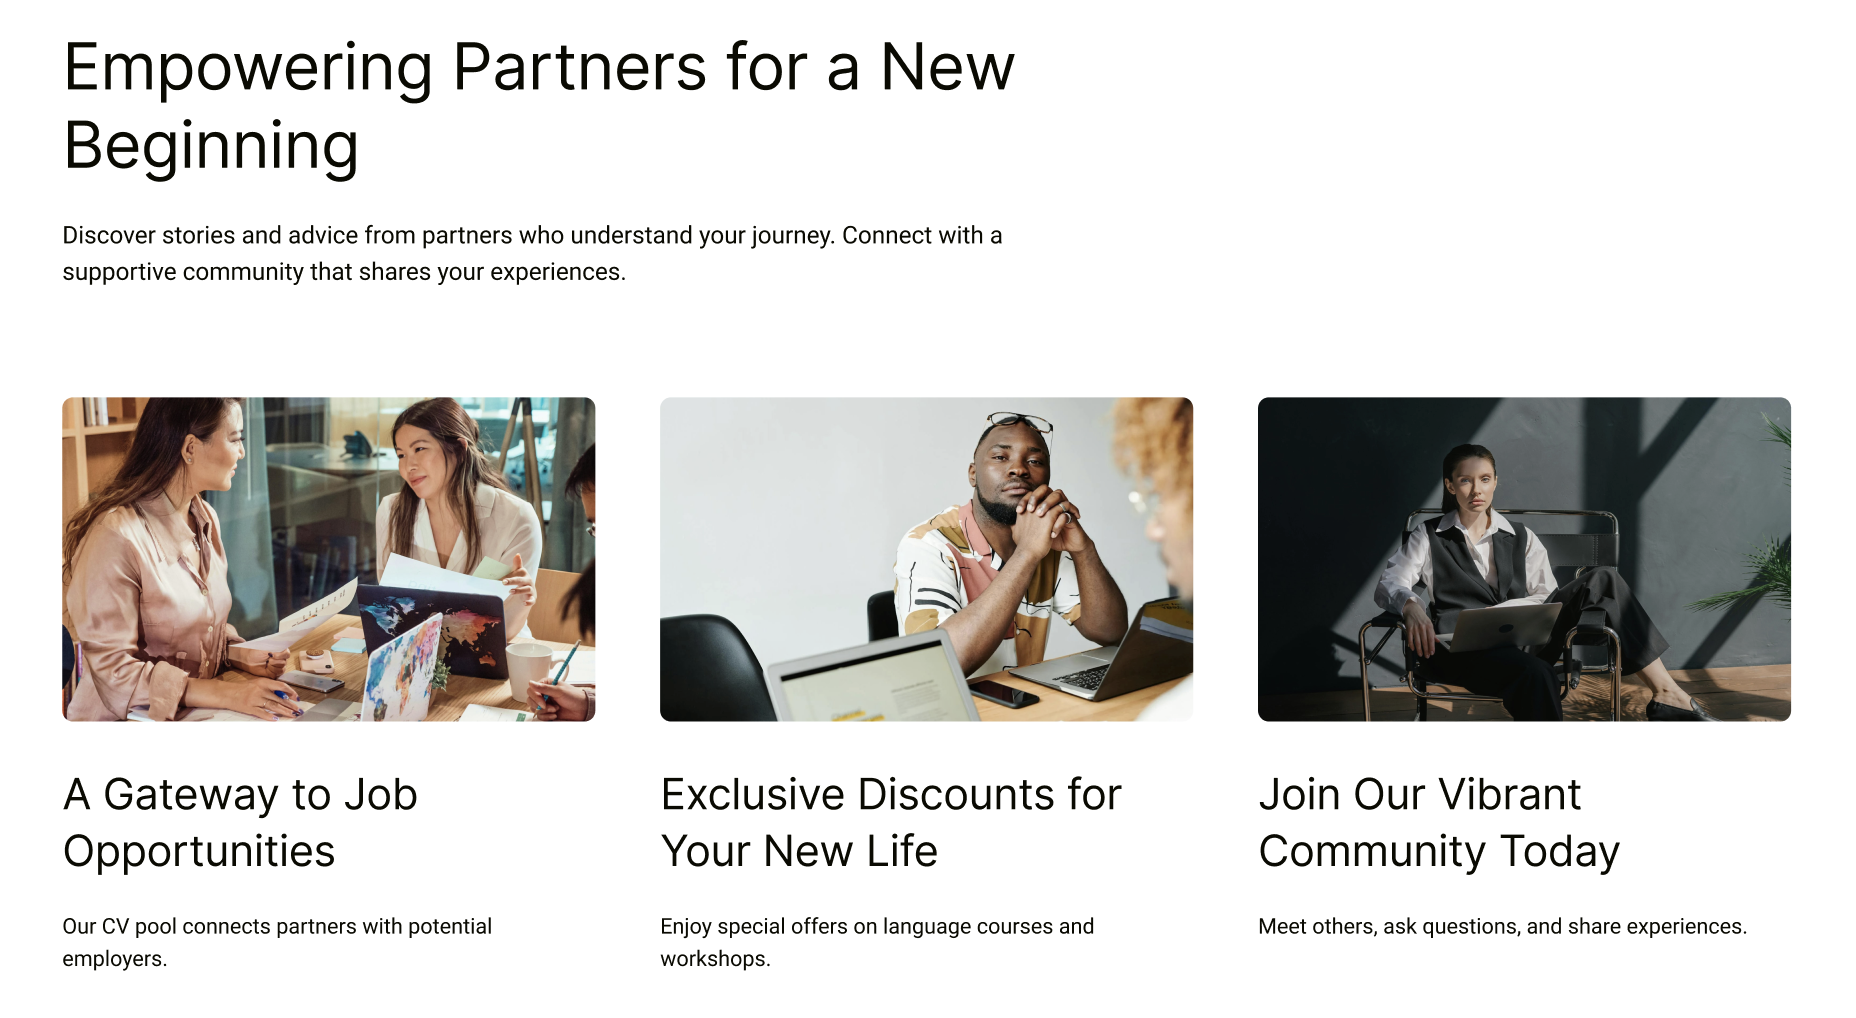 Empowering Partners for a New
Beginning
Discover stories and advice from partners who understand your journey. Connect with a
supportive community that shares your experiences.
A Gateway to Job
Opportunities
Our CV pool connects partners with potential
employers.
Exclusive Discounts for
Your New Life
Enjoy special offers on language courses and
workshops.
Join Our Vibrant
Community Today
Meet others, ask questions, and share experiences.